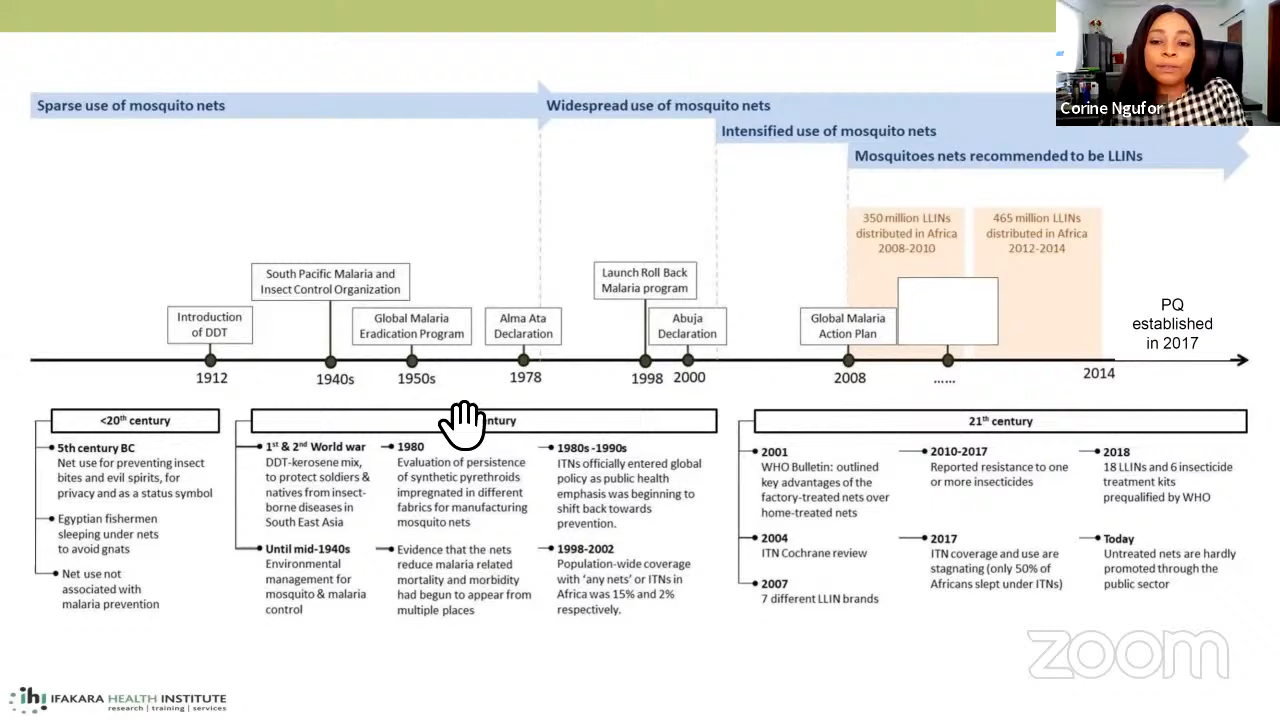 Corine Ngufor
Sparse use of mosquito nets
Widespread use of mosquito nets
Intensified use of mosquito nets
Mosquitoes nets recommended to be LLINs
350 million LLINs
distributed in Africa
2008-2010
465 million LLINs
distributed in Africa
2012-2014
Introduction
of DDT
South Pacific Malaria and
Insect Control Organization
Global Malaria
Eradication Program
Alma Ata
Declaration
Launch Roll Back
Malaria program
Abuja
Declaration
Global Malaria
Action Plan
PQ
established
in 2017
1912
1940s
1950s
1978
1998
2000
2008
......
2014
<20th century
5th century BC
Net use for preventing insect
bites and evil spirits, for
privacy and as a status symbol
Egyptian fishermen
sleeping under nets
to avoid gnats
Net use not
associated with
malaria prevention
1st & 2nd World war
DDT-kerosene mix,
to protect soldiers &
natives from insect-
borne diseases in
South East Asia
Until mid-1940s
Environmental
management for
mosquito & malaria
control
1980
Evaluation of persistence
of synthetic pyrethroids
impregnated in different
fabrics for manufacturing
mosquito nets
Evidence that the nets
reduce malaria related
mortality and morbidity
had begun to appear from
multiple places
1980s -1990s
ITNs officially entered global
policy as public health
emphasis was beginning to
shift back towards
prevention.
1998-2002
Population-wide coverage
with 'any nets' or ITNs in
Africa was 15% and 2%
respectively.
21th century
2001
WHO Bulletin: outlined
key advantages of the
factory-treated nets over
home-treated nets
2004
ITN Cochrane review
2007
7 different LLIN brands
2010-2017
Reported resistance to one
or more insecticides
2017
ITN coverage and use are
stagnating (only 50% of
Africans slept under ITNs)
2018
18 LLINs and 6 insecticide
treatment kits
prequalified by WHO
Today
Untreated nets are hardly
promoted through the
public sector
zoom
ihi IFAKARA HEALTH INSTITUTE
research | training | services